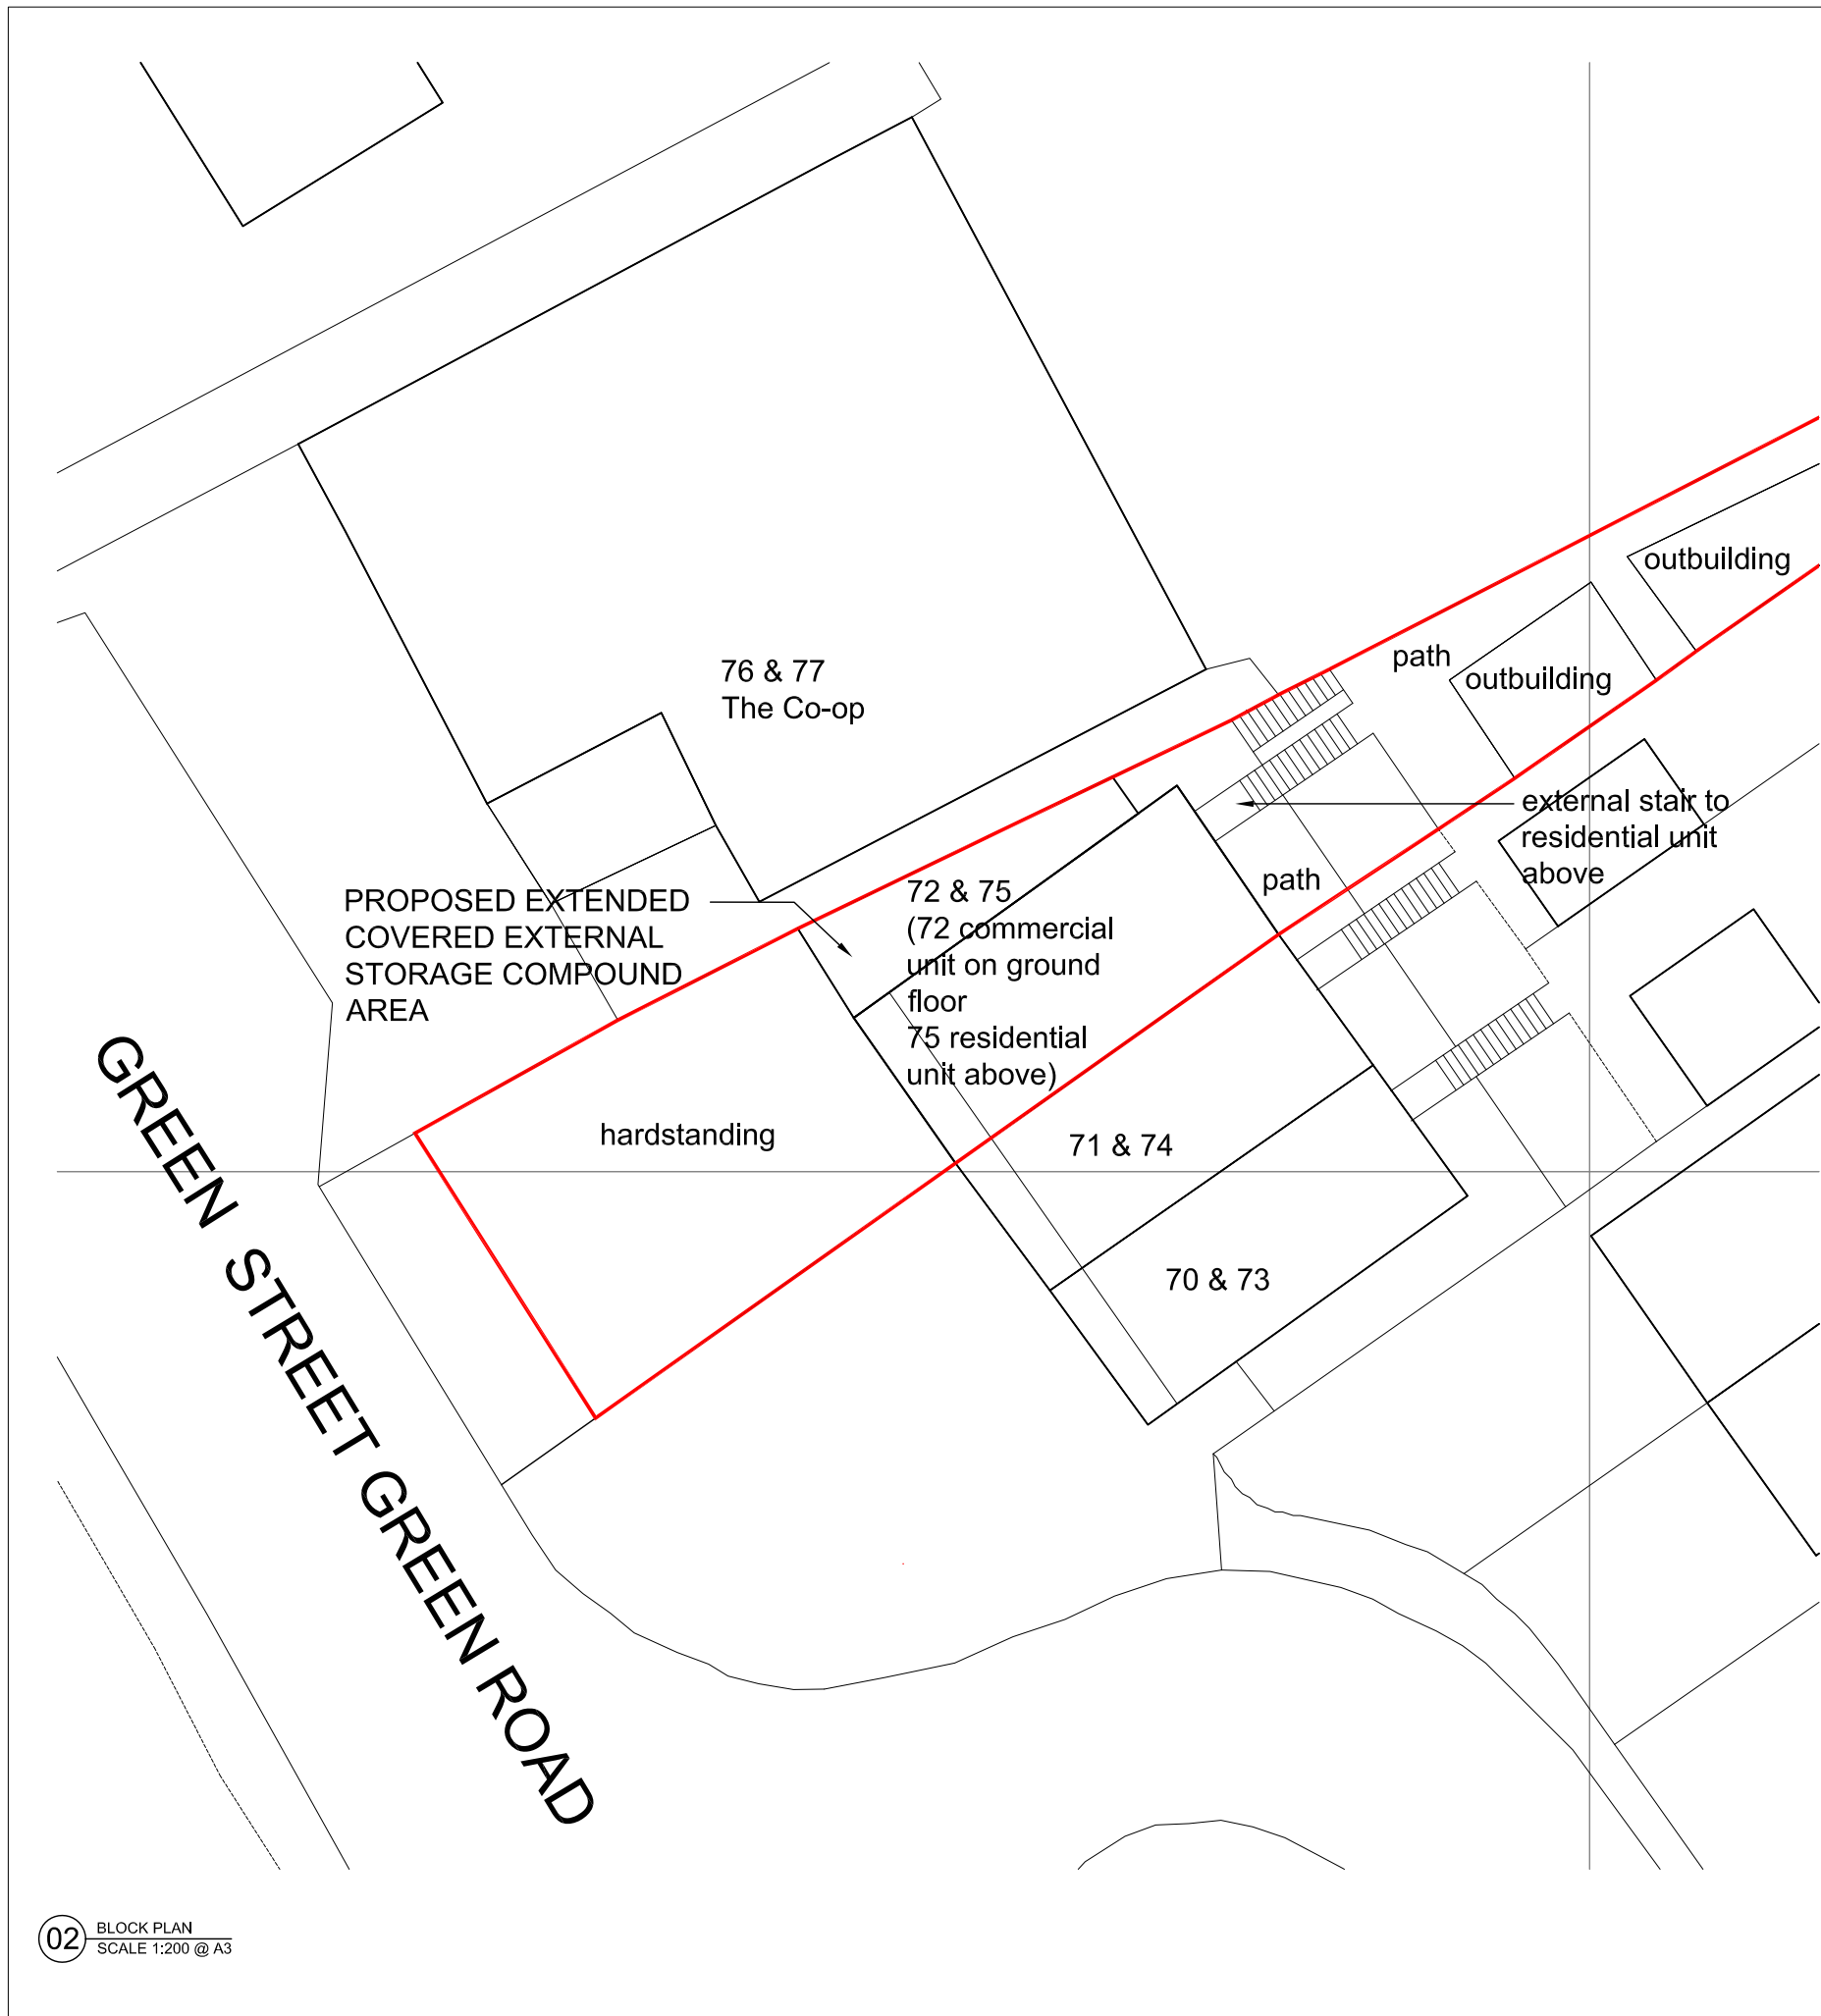 outbuilding
path
outbuilding
76 & 77
The Co-op
external stair to
residential unit
above
path
PROPOSED EXTENDED
COVERED EXTERNAL
STORAGE COMPOUND
AREA
72 & 75
(72 commercial
unit on ground
floor
75 residential
unit above)
hardstanding
71 & 74
70 & 73
GREEN STREET GREEN ROAD
02
BLOCK PLAN
SCALE 1:200 @ A3